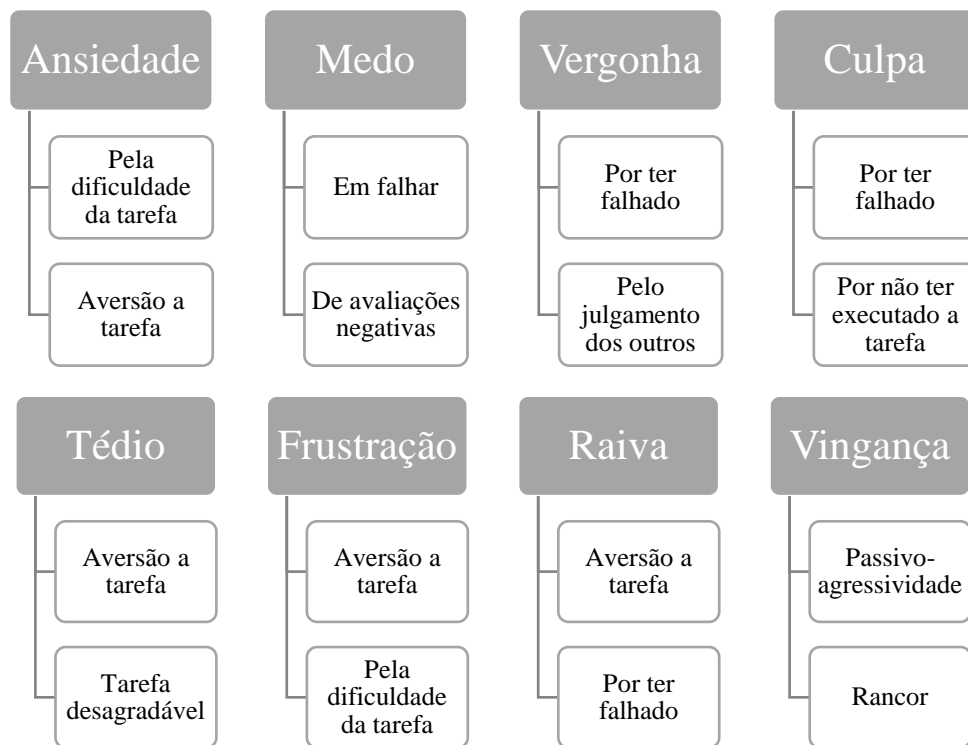 Ansiedade
Pela
dificuldade
da tarefa
Aversão a
tarefa
Medo
Em falhar
De avaliações
negativas
Vergonha
Por ter
falhado
Pelo
julgamento
dos outros
Culpa
Por ter
falhado
Por não ter
executado a
tarefa
Tédio
Aversão a
tarefa
Tarefa
desagradável
Frustração
Aversão a
tarefa
Pela
dificuldade
da tarefa
Raiva
Aversão a
tarefa
Por ter
falhado
Vingança
Passivo-
agressividade
Rancor